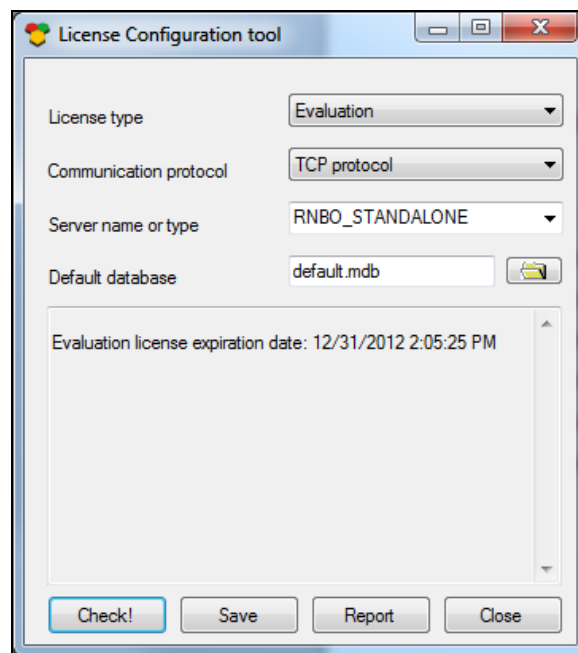 License Configuration tool
License type
Evaluation
Communication protocol
TCP protocol
Server name or type
RNBO_STANDALONE
Default database
default.mdb
Evaluation license expiration date: 12/31/2012 2:05:25 PM
Check!
Save
Report
Close